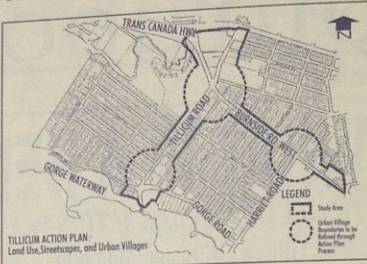 TRANS CANADA HWY
N
TILLICUM ROAD
BURNSIDE RD. WEST
GORGE WATERWAY
GORGE ROAD
HARRIET ROAD
LEGEND
Study Area
Urban Village
Boundaries to be
Refined through
Action Plan
Process
TILLICUM ACTION PLAN:
Land Use, Streetscapes, and Urban Villages